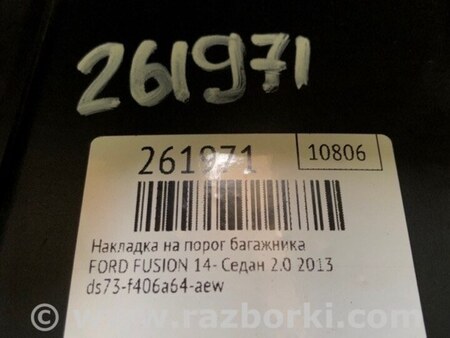 261971
261971
10806
Накладка на порог багажника
FORD FUSION 14- Седан 2.0 2013
ds73-f406a64-aew
© www.razborki.com